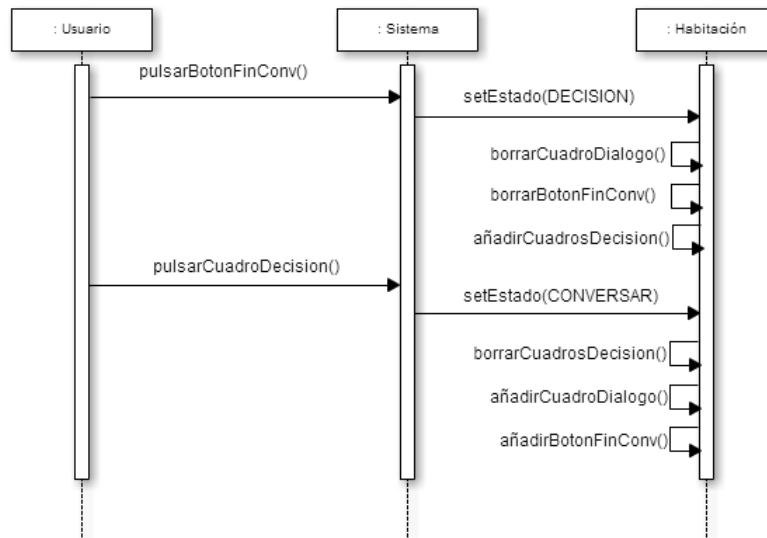 : Usuario
: Sistema
: Habitación
pulsarBotonFinConv()
setEstado(DECISION)
borrarCuadroDialogo()
borrarBotonFinConv()
añadirCuadrosDecision()
pulsarCuadroDecision()
setEstado(CONVERSAR)
borrarCuadrosDecision()
añadirCuadroDialogo()
añadirBotonFinConv()